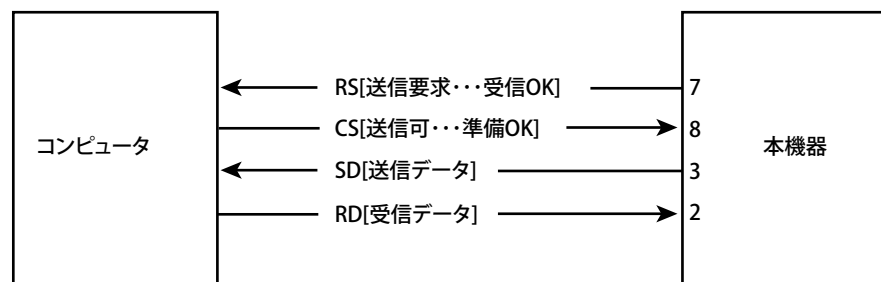 RS[送信要求･･･受信OK] 7
CS[送信可･･･準備OK] 8
コンピュータ
本機器
SD[送信データ] 3
RD[受信データ] 2